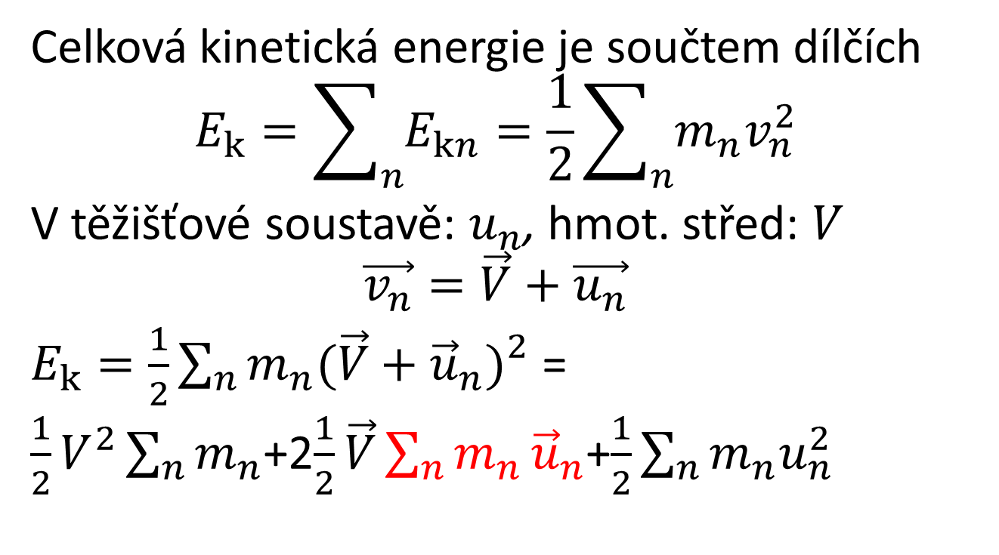 Celková kinetická energie je součtem dílčích
$E_{\mathrm{k}} = \sum_{n} E_{\mathrm{k}n} = \frac{1}{2} \sum_{n} m_n v_n^2$
V těžišťové soustavě: $u_n$, hmot. střed: $V$
$\overrightarrow{v_n} = \vec{V} + \overrightarrow{u_n}$
$E_{\mathrm{k}} = \frac{1}{2} \sum_n m_n (\vec{V} + \vec{u}_n)^2$ =
$\frac{1}{2} V^2 \sum_n m_n$+2$\frac{1}{2} \vec{V} \sum_n m_n \vec{u}_n$+$\frac{1}{2} \sum_n m_n u_n^2$